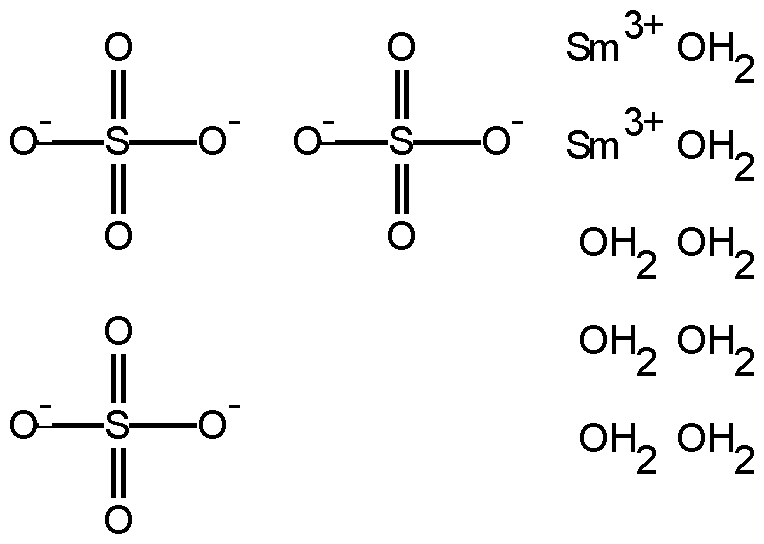 O O Sm³⁺ OH₂
O⁻ S O⁻ O⁻ S O⁻ Sm³⁺ OH₂
O O OH₂ OH₂
O OH₂ OH₂
O⁻ S O⁻ OH₂ OH₂
O